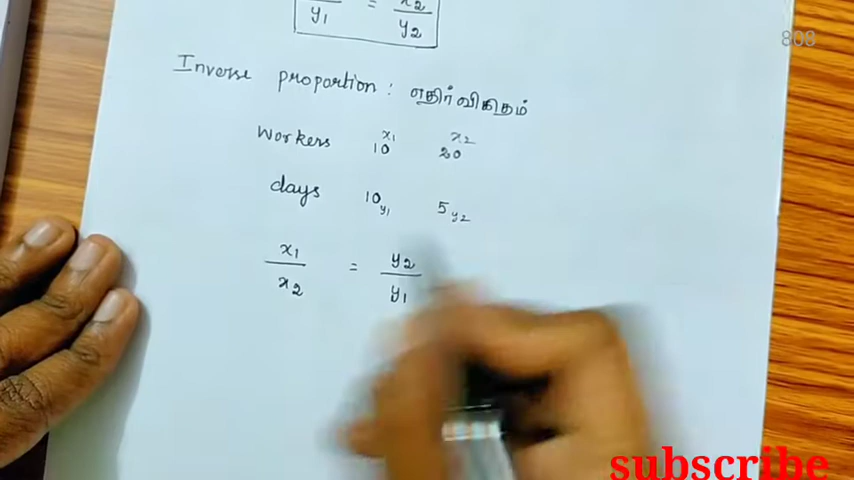 y₁ = x₂
y₂
808
Inverse proportion : எதிர் விகிதம்
x₁ x₂
Workers 10 20
days 10 y₁ 5 y₂
x₁ = y₂
x₂ y₁
subscribe